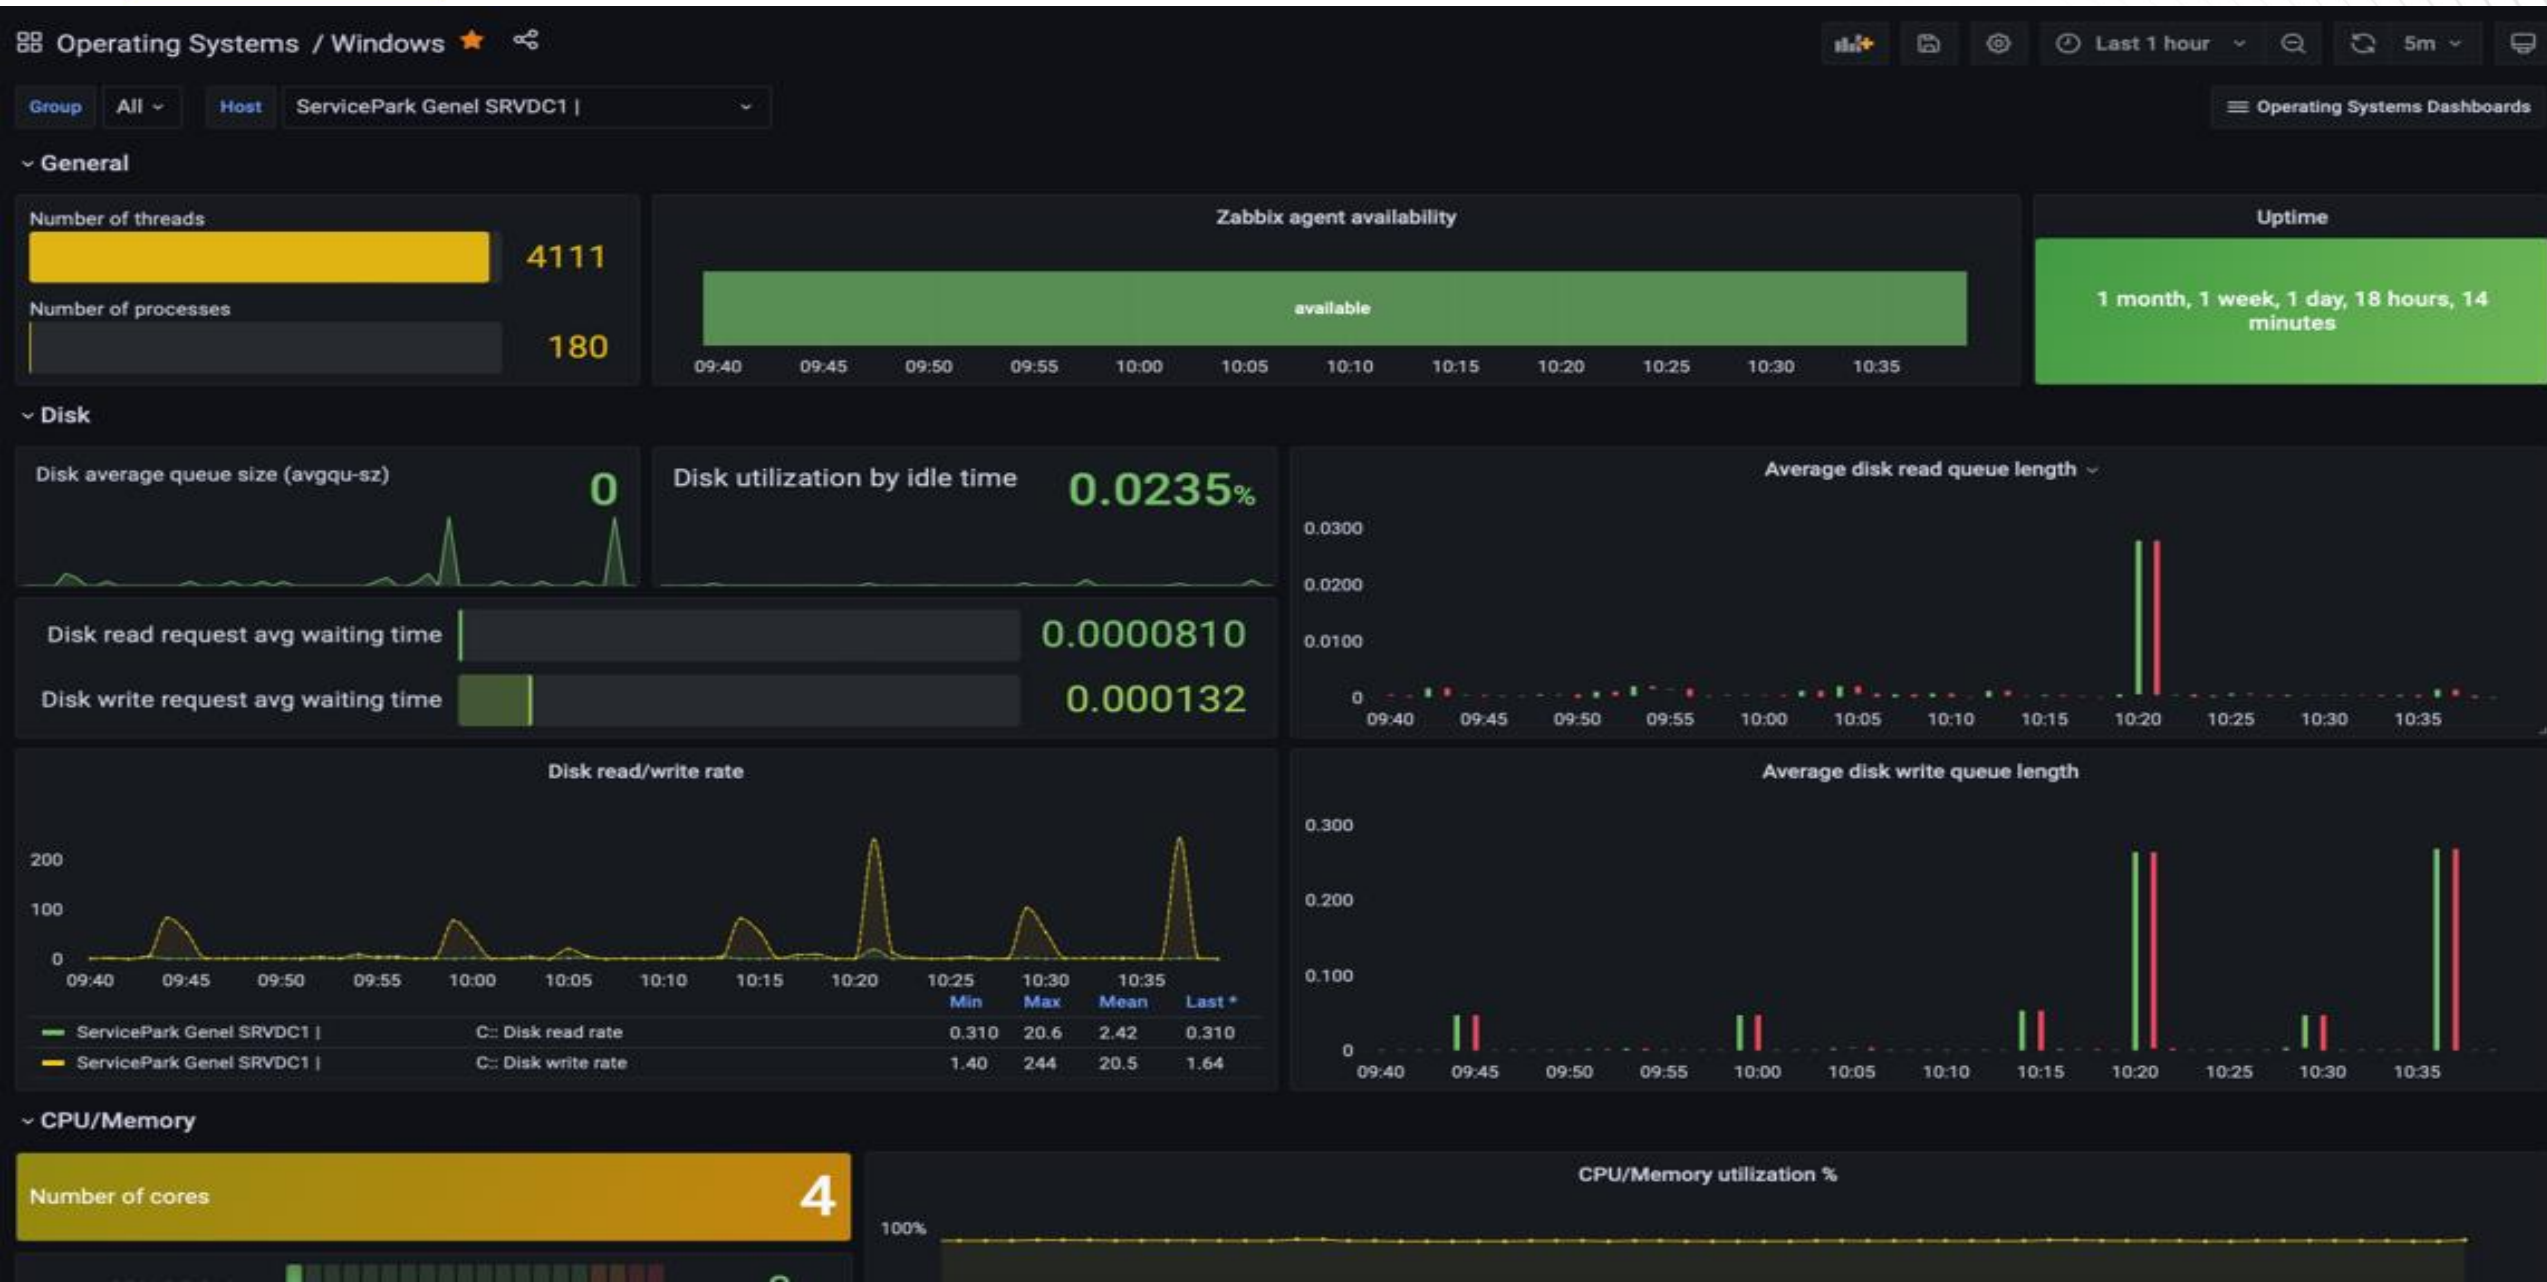 Operating Systems / Windows
Last 1 hour
5m
Group All Host ServicePark Genel SRVDC1 |
Operating Systems Dashboards
General
Number of threads
4111
Number of processes
180
Zabbix agent availability
available
09:40 09:45 09:50 09:55 10:00 10:05 10:10 10:15 10:20 10:25 10:30 10:35
Uptime
1 month, 1 week, 1 day, 18 hours, 14
minutes
Disk
Disk average queue size (avgqu-sz)
0
Disk utilization by idle time
0.0235%
Disk read request avg waiting time
0.0000810
Disk write request avg waiting time
0.000132
Average disk read queue length
0.0300
0.0200
0.0100
0
09:40 09:45 09:50 09:55 10:00 10:05 10:10 10:15 10:20 10:25 10:30 10:35
Disk read/write rate
200
100
0
09:40 09:45 09:50 09:55 10:00 10:05 10:10 10:15 10:20 10:25 10:30 10:35
Min Max Mean Last *
ServicePark Genel SRVDC1 | C:: Disk read rate 0.310 20.6 2.42 0.310
ServicePark Genel SRVDC1 | C:: Disk write rate 1.40 244 20.5 1.64
Average disk write queue length
0.300
0.200
0.100
0
09:40 09:45 09:50 09:55 10:00 10:05 10:10 10:15 10:20 10:25 10:30 10:35
CPU/Memory
Number of cores
4
CPU/Memory utilization %
100%